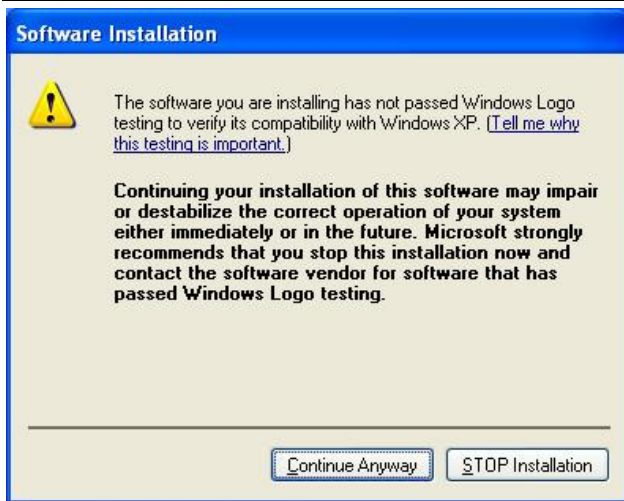 Software Installation
The software you are installing has not passed Windows Logo
testing to verify its compatibility with Windows XP. (Tell me why
this testing is important.)
Continuing your installation of this software may impair
or destabilize the correct operation of your system
either immediately or in the future. Microsoft strongly
recommends that you stop this installation now and
contact the software vendor for software that has
passed Windows Logo testing.
Continue Anyway STOP Installation